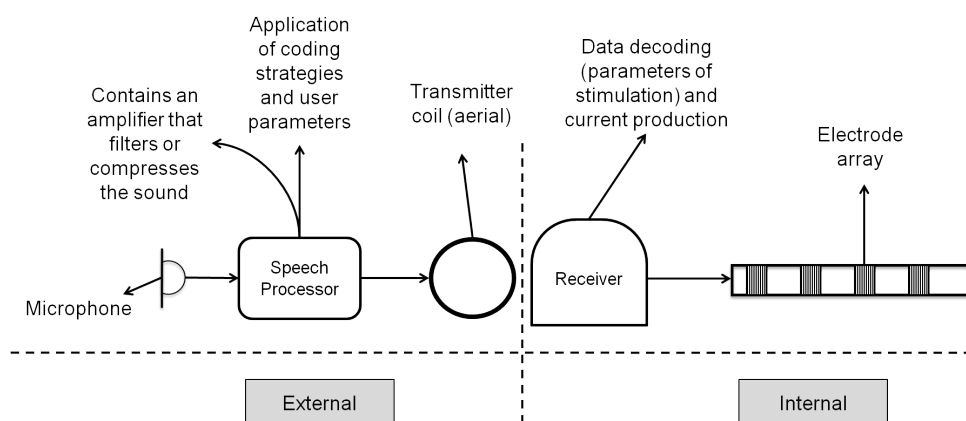 Application
of coding
strategies
and user
parameters
Contains an
amplifier that
filters or
compresses
the sound
Transmitter
coil (aerial)
Data decoding
(parameters of
stimulation) and
current production
Electrode
array
Speech
Processor
Receiver
Microphone
External
Internal